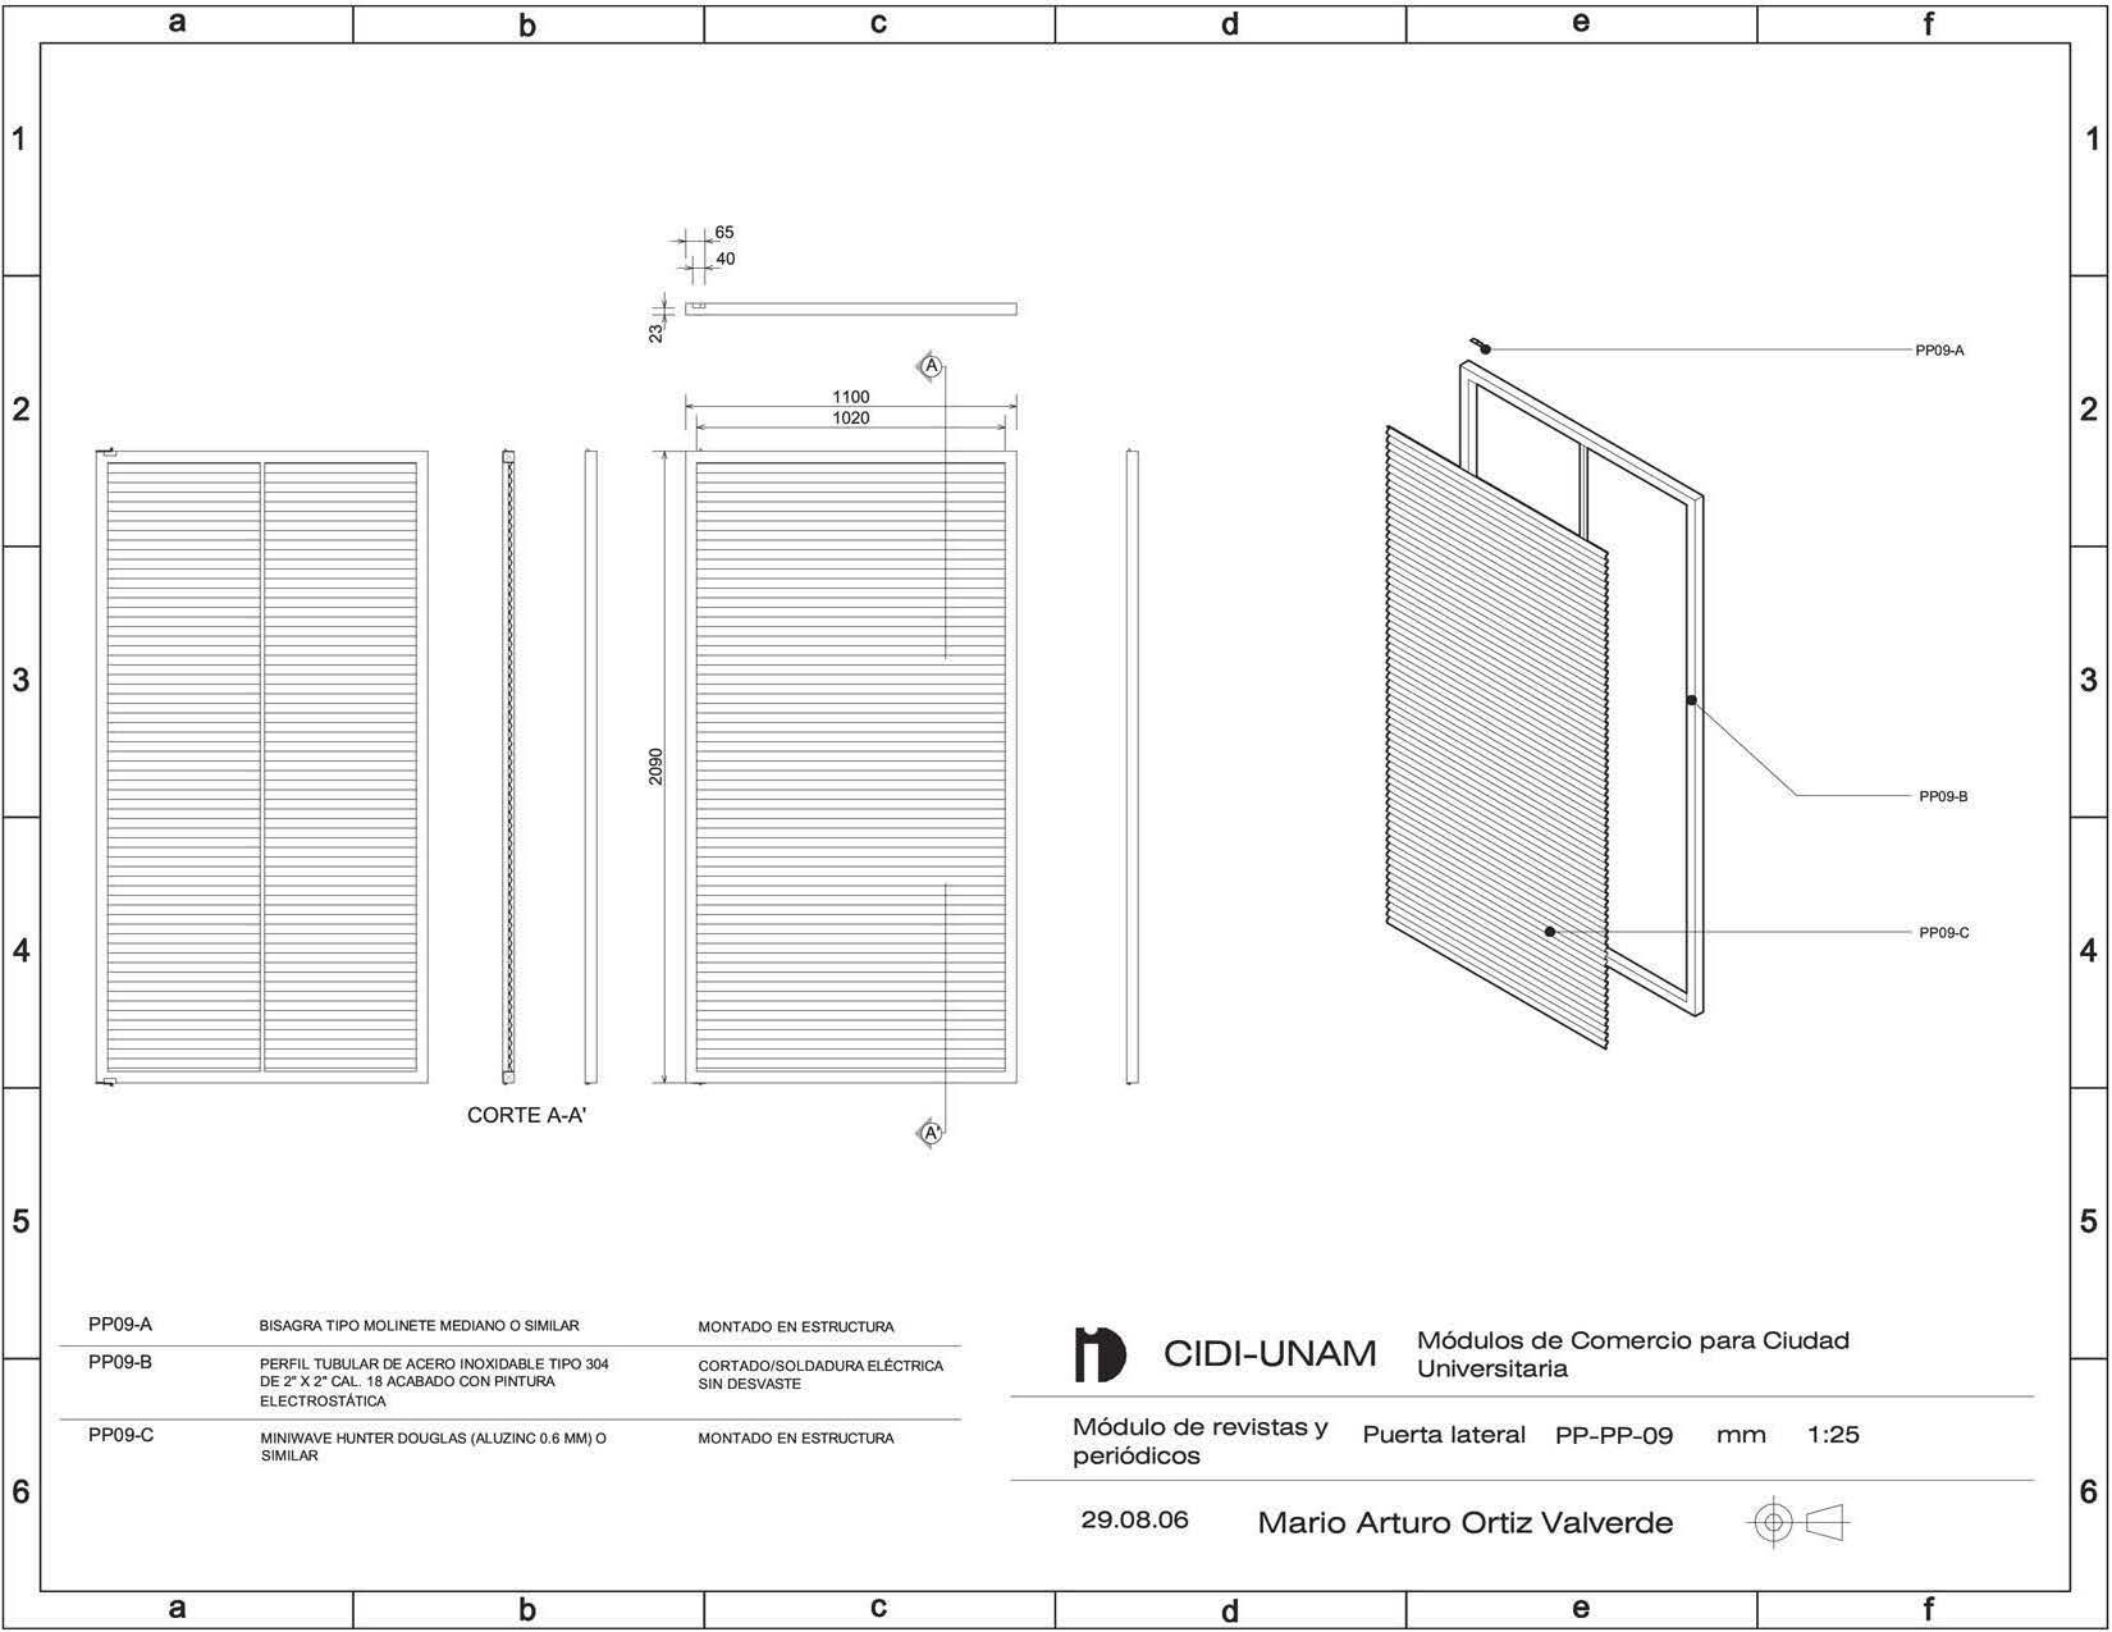 a b c d e f
1 1
65
40
23
A
2 2
1100
1020
PP09-A
3 3
2090
PP09-B
PP09-C
4 4
CORTE A-A'
A'
5 5
PP09-A BISAGRA TIPO MOLINETE MEDIANO O SIMILAR MONTADO EN ESTRUCTURA
PP09-B PERFIL TUBULAR DE ACERO INOXIDABLE TIPO 304 CORTADO/SOLDADURA ELÉCTRICA
DE 2" X 2" CAL. 18 ACABADO CON PINTURA SIN DESVASTE
ELECTROSTÁTICA
PP09-C MINIWAVE HUNTER DOUGLAS (ALUZINC 0.6 MM) O MONTADO EN ESTRUCTURA
SIMILAR
CIDI-UNAM Módulos de Comercio para Ciudad
Universitaria
Módulo de revistas y Puerta lateral PP-PP-09 mm 1:25
periódicos
6 6
29.08.06 Mario Arturo Ortiz Valverde
a b c d e f